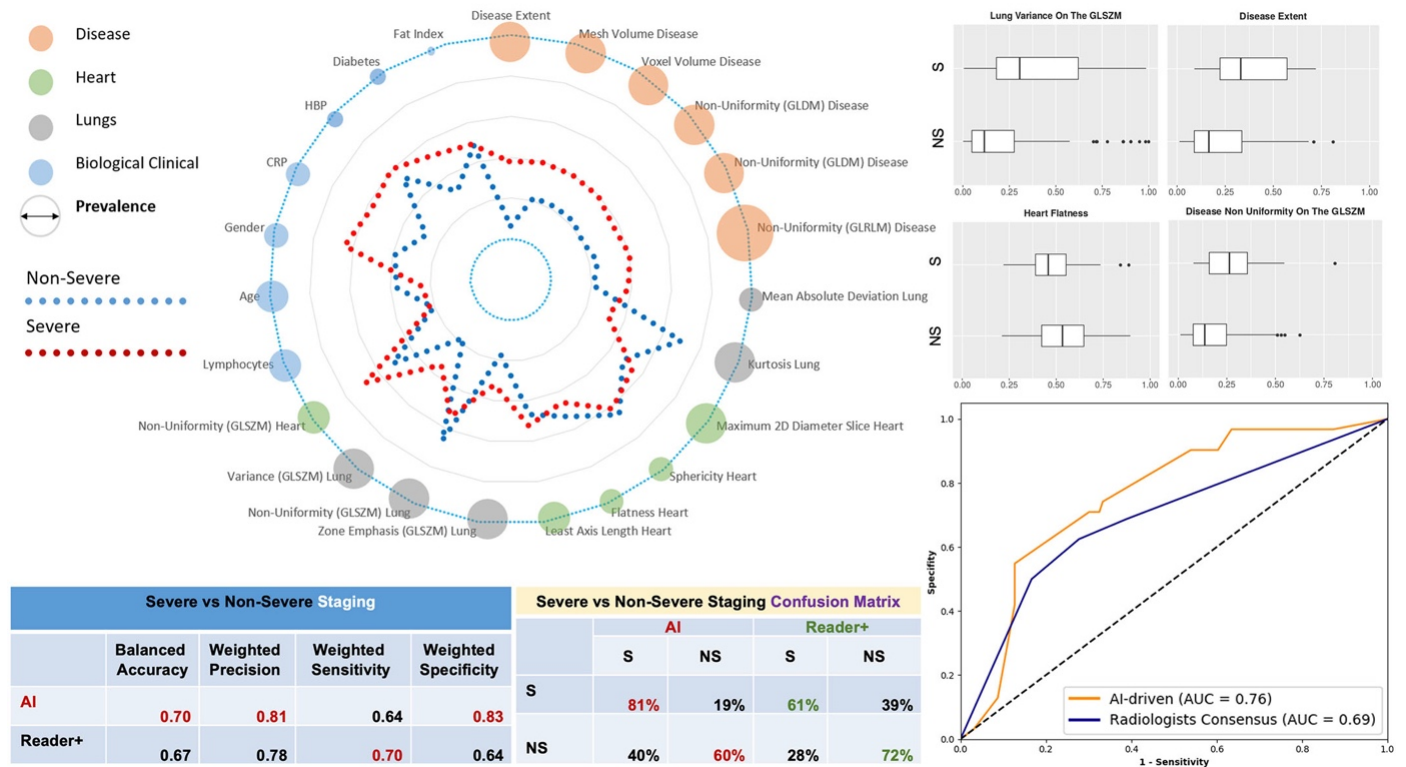 Disease
Heart
Lungs
Biological Clinical
Prevalence
Non-Severe
Severe
Disease Extent
Mesh Volume Disease
Voxel Volume Disease
Non-Uniformity (GLDM) Disease
Non-Uniformity (GLDM) Disease
Non-Uniformity (GLRLM) Disease
Mean Absolute Deviation Lung
Kurtosis Lung
Maximum 2D Diameter Slice Heart
Sphericity Heart
Flatness Heart
Least Axis Length Heart
Zone Emphasis (GLSZM) Lung
Non-Uniformity (GLSZM) Lung
Variance (GLSZM) Lung
Non-Uniformity (GLSZM) Heart
Lymphocytes
Age
Gender
CRP
HBP
Diabetes
Fat Index
Lung Variance On The GLSZM
S
NS
0.00 0.25 0.50 0.75 1.00
Disease Extent
0.00 0.25 0.50 0.75 1.00
Heart Flatness
S
NS
0.00 0.25 0.50 0.75 1.00
Disease Non Uniformity On The GLSZM
0.00 0.25 0.50 0.75 1.00
Severe vs Non-Severe Staging
Balanced Accuracy Weighted Precision Weighted Sensitivity Weighted Specificity
AI 0.70 0.81 0.64 0.83
Reader+ 0.67 0.78 0.70 0.64
Severe vs Non-Severe Staging Confusion Matrix
AI Reader+
S NS S NS
S 81% 19% 61% 39%
NS 40% 60% 28% 72%
1.0
0.8
0.6
0.4
0.2
0.0
Specifity
0.0 0.2 0.4 0.6 0.8 1.0
1 - Sensitivity
AI-driven (AUC = 0.76)
Radiologists Consensus (AUC = 0.69)